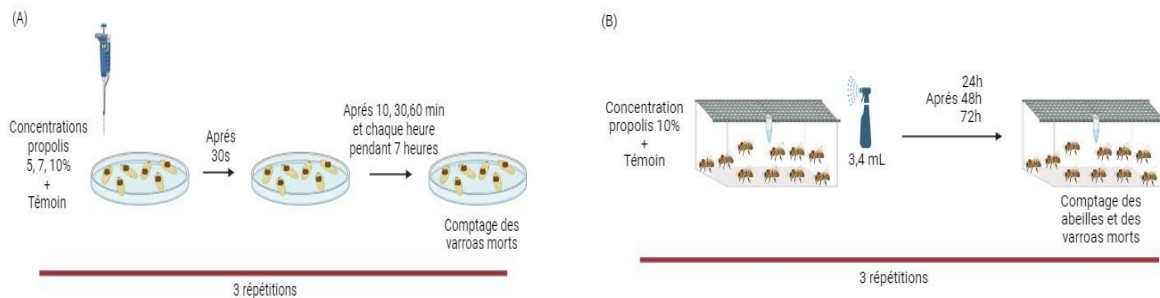 (A)
Concentrations
propolis
5, 7, 10%
+
Témoin
Aprés
30s
Aprés 10, 30,60 min
et chaque heure
pendant 7 heures
Comptage des
varroas morts
3 répétitions
(B)
Concentration
propolis 10%
+
Témoin
3,4 mL
24h
Aprés 48h
72h
Comptage des
abeilles et des
varroas morts
3 répétitions